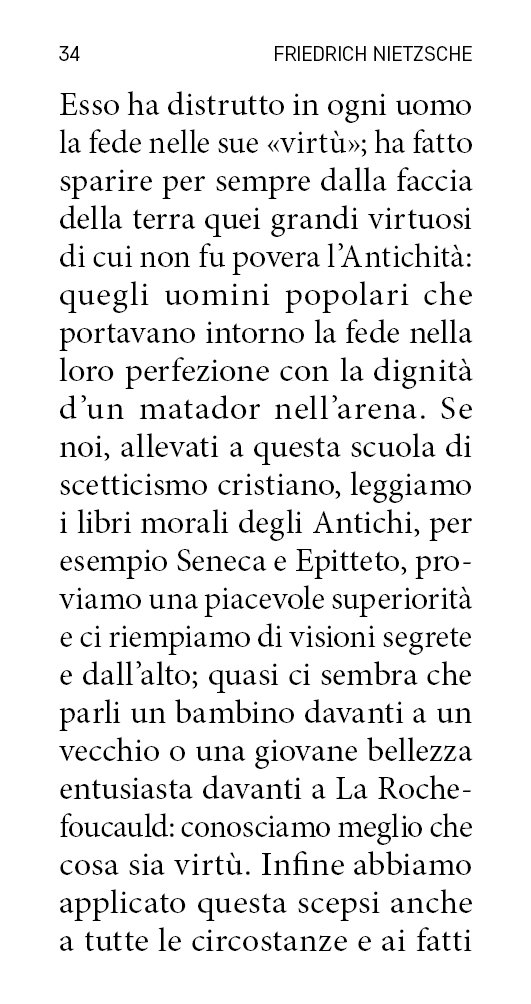 34 FRIEDRICH NIETZSCHE
Esso ha distrutto in ogni uomo
la fede nelle sue «virtù»; ha fatto
sparire per sempre dalla faccia
della terra quei grandi virtuosi
di cui non fu povera l’Antichità:
quegli uomini popolari che
portavano intorno la fede nella
loro perfezione con la dignità
d’un matador nell’arena. Se
noi, allevati a questa scuola di
scetticismo cristiano, leggiamo
i libri morali degli Antichi, per
esempio Seneca e Epitteto, pro-
viamo una piacevole superiorità
e ci riempiamo di visioni segrete
e dall’alto; quasi ci sembra che
parli un bambino davanti a un
vecchio o una giovane bellezza
entusiasta davanti a La Roche-
foucauld: conosciamo meglio che
cosa sia virtù. Infine abbiamo
applicato questa scepsi anche
a tutte le circostanze e ai fatti